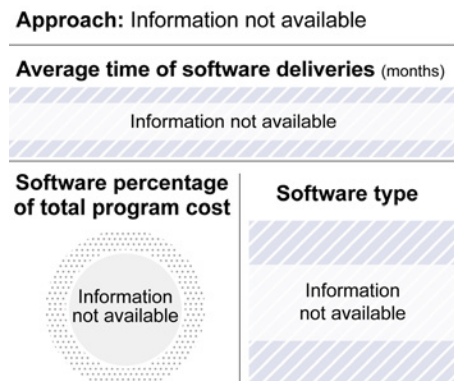 Approach: Information not available
Average time of software deliveries (months)
Information not available
Software percentage
of total program cost
Information
not available
Software type
Information
not available